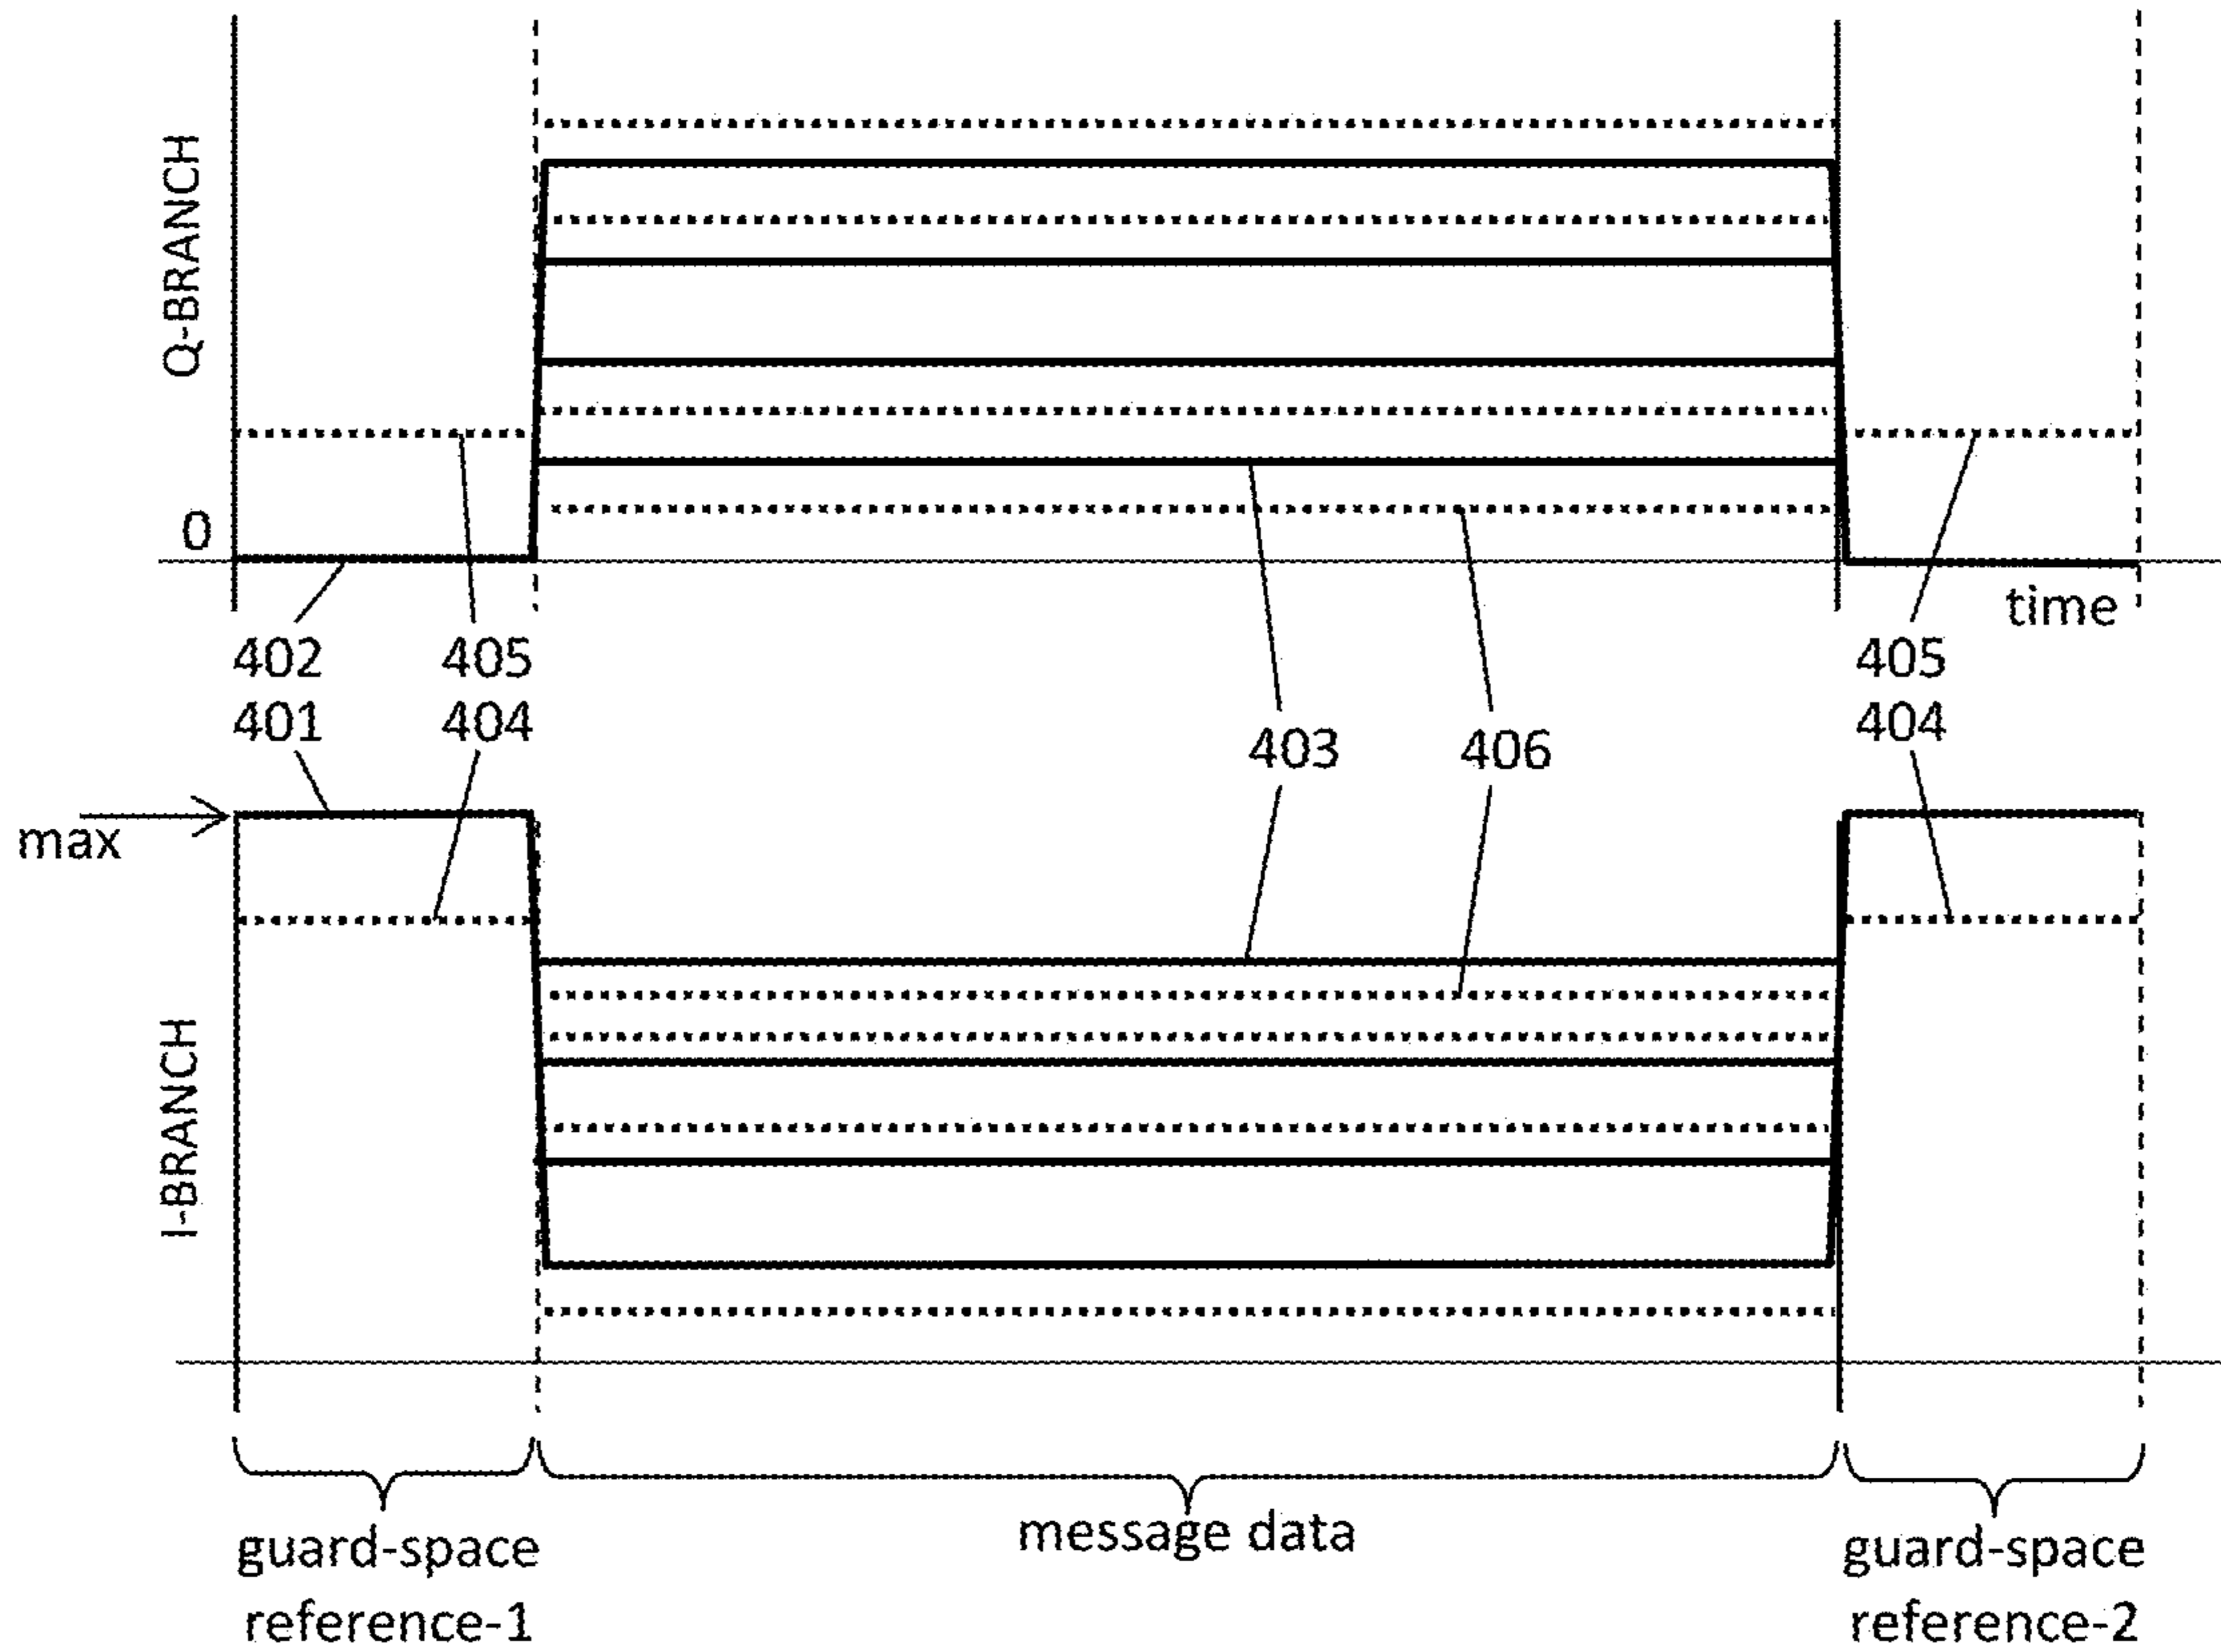 Q-BRANCH
0
time
402 405 405
401 404 404
403 406
max
I-BRANCH
guard-space message data guard-space
reference-1 reference-2